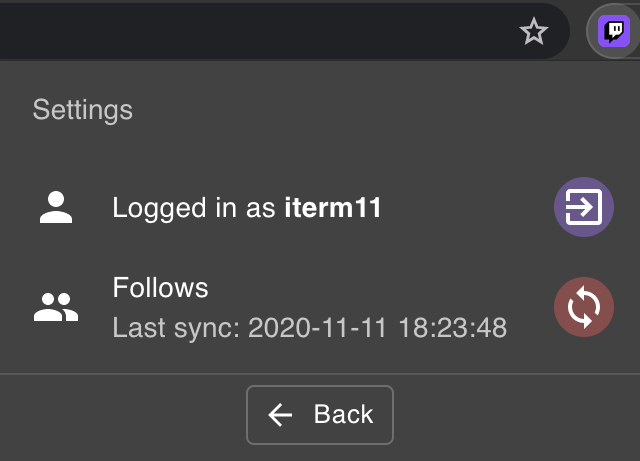 Settings
Logged in as iterm11
Follows
Last sync: 2020-11-11 18:23:48
Back